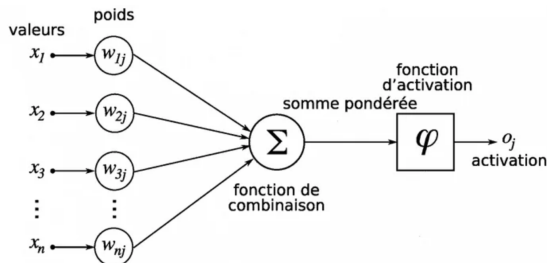 poids
valeurs
x1
w1j
x2
w2j
x3
w3j
⋮ ⋮
xn
wnj
Σ
fonction de
combinaison
somme pondérée
fonction
d'activation
φ
oj
activation